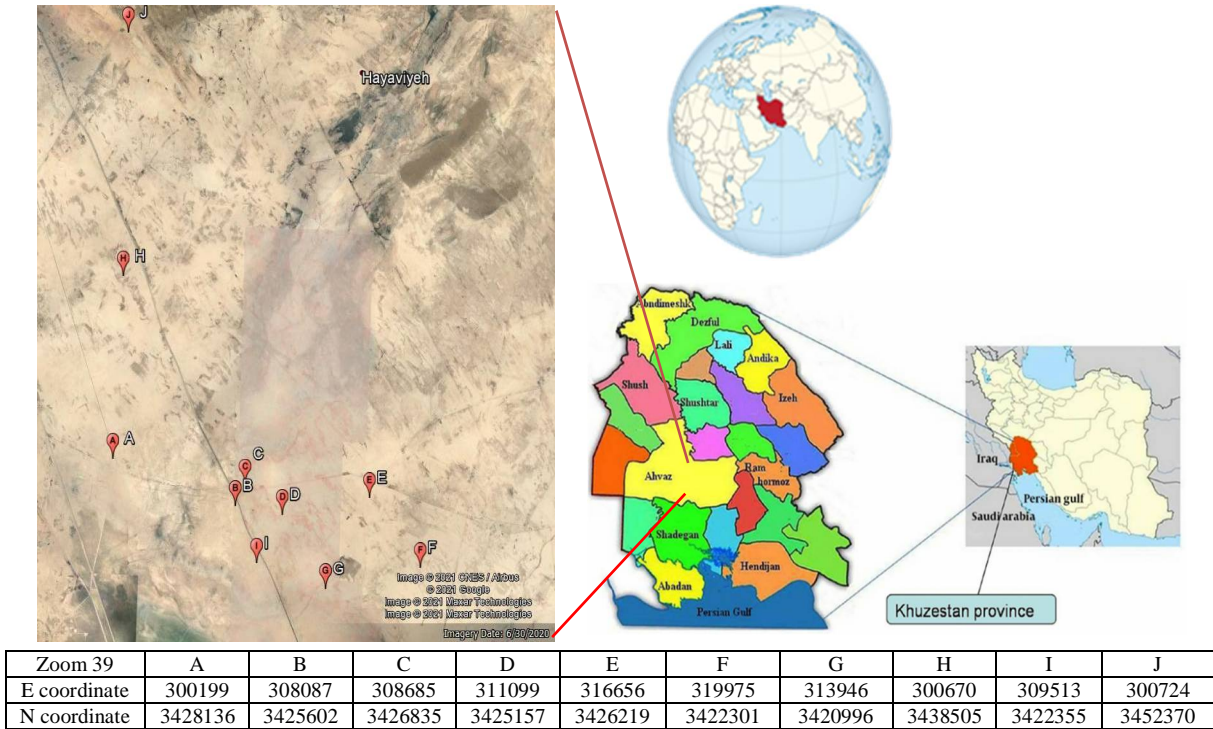 J
Hayaviyeh
H
A
C
B
D
E
I
F
G
Image © 2021 CNES / Airbus
© 2021 Google
Image © 2021 Maxar Technologies
Image © 2021 Maxar Technologies
Imagery Date: 6/30/2020
Abndimeshk
Dezful
Lali
Andika
Shush
Izeh
Shushtar
Ahvaz
Ram
hormoz
Shadegan
Hendijan
Abadan
Persian Gulf
Iraq
Persian gulf
Saudi arabia
Khuzestan province
Zoom 39 A B C D E F G H I J
E coordinate 300199 308087 308685 311099 316656 319975 313946 300670 309513 300724
N coordinate 3428136 3425602 3426835 3425157 3426219 3422301 3420996 3438505 3422355 3452370